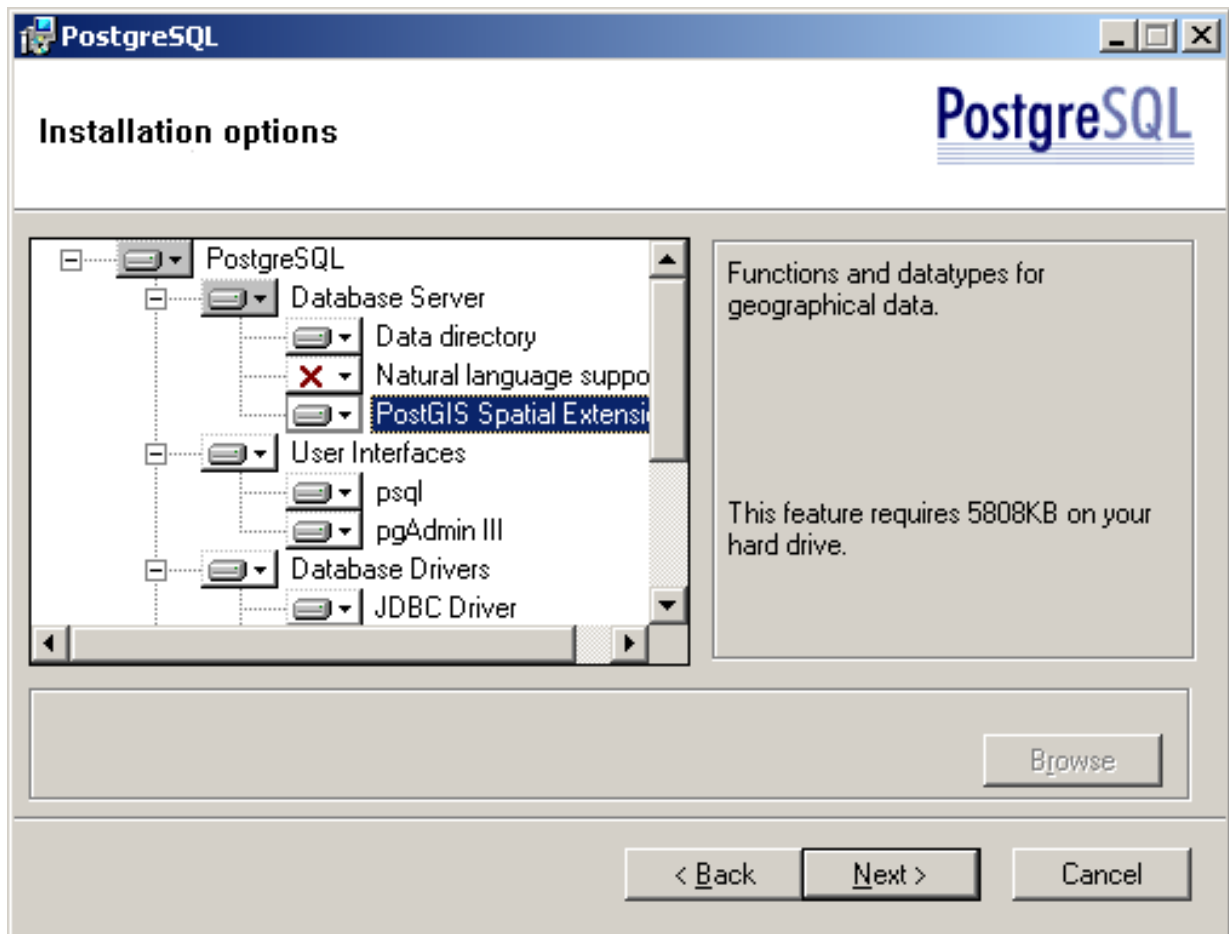 PostgreSQL
Installation options
PostgreSQL
PostgreSQL
Database Server
Data directory
Natural language suppo
PostGIS Spatial Extensi
User Interfaces
psql
pgAdmin III
Database Drivers
JDBC Driver
Functions and datatypes for
geographical data.
This feature requires 5808KB on your
hard drive.
Browse
< Back
Next >
Cancel